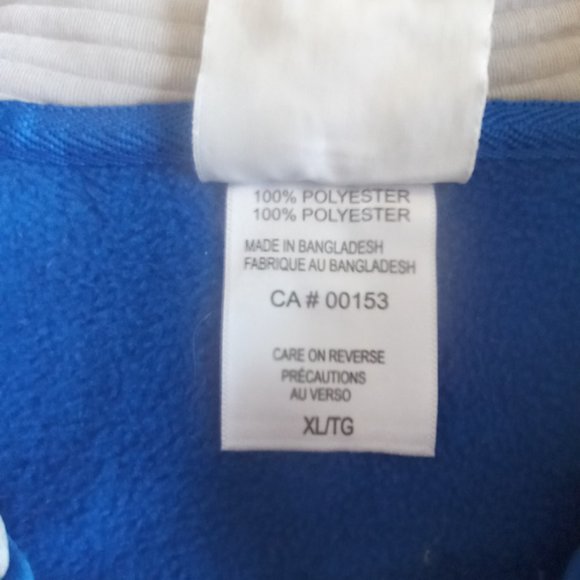 100% POLYESTER
100% POLYESTER
MADE IN BANGLADESH
FABRIQUE AU BANGLADESH
CA # 00153
CARE ON REVERSE
PRÉCAUTIONS
AU VERSO
XL/TG